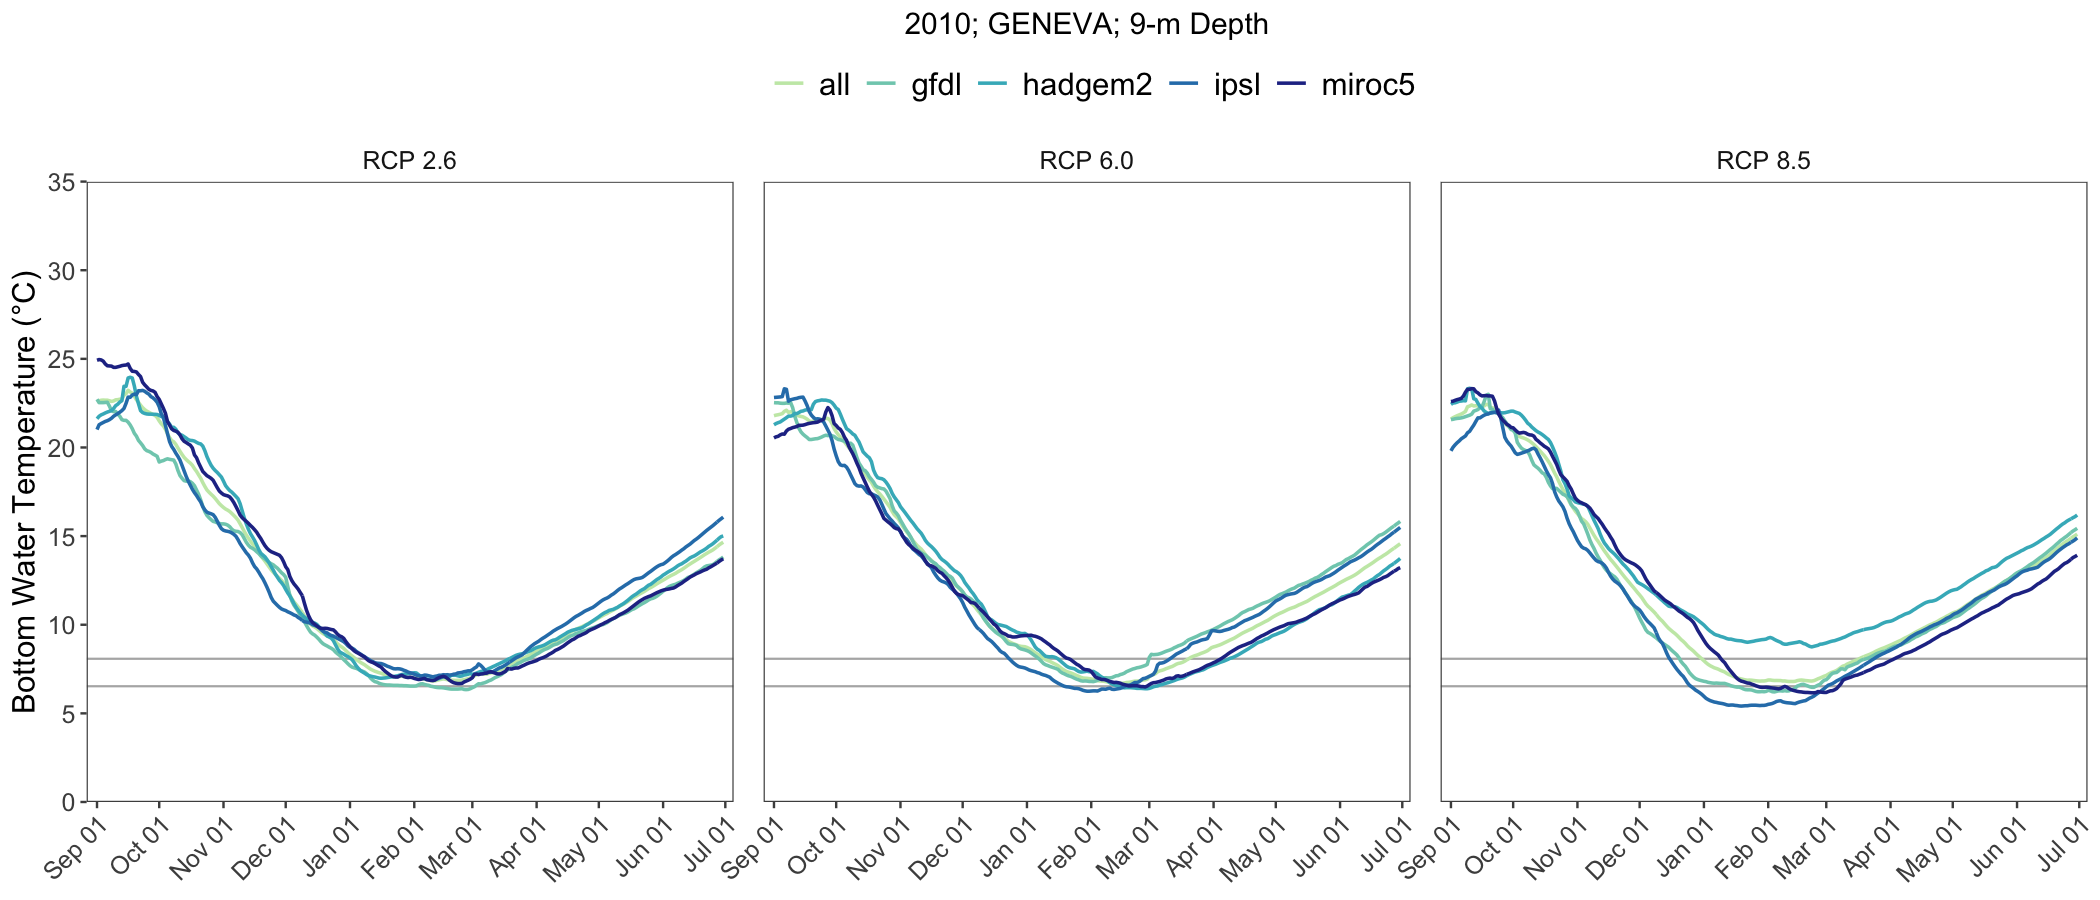 2010; GENEVA; 9-m Depth
all gfdl hadgem2 ipsl miroc5
RCP 2.6 RCP 6.0 RCP 8.5
Bottom Water Temperature (°C)
35
30
25
20
15
10
5
0
Sep 01 Oct 01 Nov 01 Dec 01 Jan 01 Feb 01 Mar 01 Apr 01 May 01 Jun 01 Jul 01 Sep 01 Oct 01 Nov 01 Dec 01 Jan 01 Feb 01 Mar 01 Apr 01 May 01 Jun 01 Jul 01 Sep 01 Oct 01 Nov 01 Dec 01 Jan 01 Feb 01 Mar 01 Apr 01 May 01 Jun 01 Jul 01